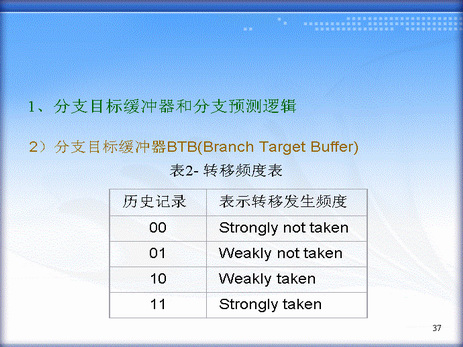 1、分支目标缓冲器和分支预测逻辑
2）分支目标缓冲器BTB(Branch Target Buffer)
表2- 转移频度表
历史记录 表示转移发生频度
00 Strongly not taken
01 Weakly not taken
10 Weakly taken
11 Strongly taken
37